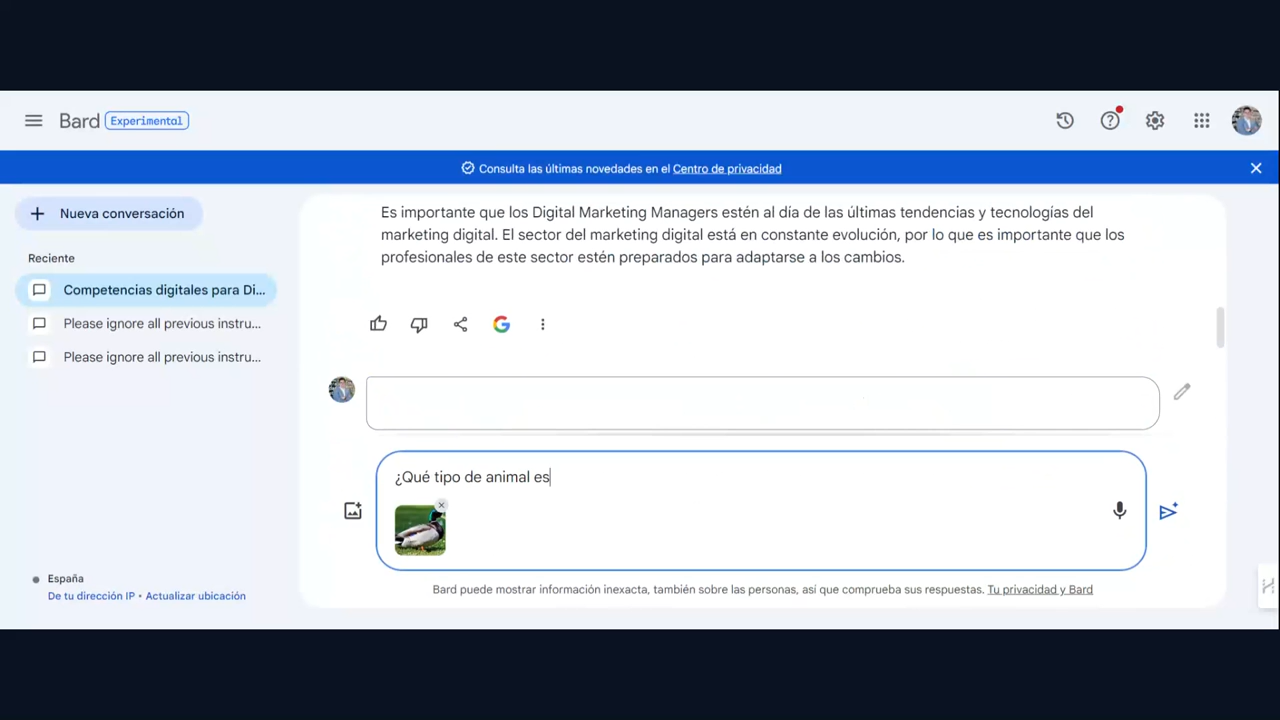 Bard Experimental
Consulta las últimas novedades en el Centro de privacidad
Nueva conversación
Reciente
Competencias digitales para Di...
Please ignore all previous instru...
Please ignore all previous instru...
España
De tu dirección IP • Actualizar ubicación
Es importante que los Digital Marketing Managers estén al día de las últimas tendencias y tecnologías del
marketing digital. El sector del marketing digital está en constante evolución, por lo que es importante que los
profesionales de este sector estén preparados para adaptarse a los cambios.
¿Qué tipo de animal es
Bard puede mostrar información inexacta, también sobre las personas, así que comprueba sus respuestas. Tu privacidad y Bard